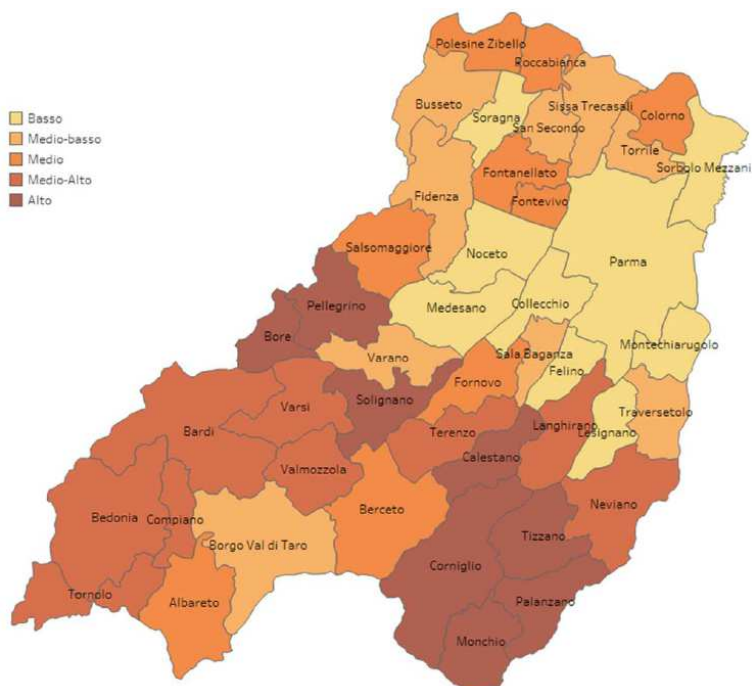 Basso
Medio-basso
Medio
Medio-Alto
Alto
Polesine Zibello
Roccabianca
Busseto
Soragna
Sissa Trecasali
Colorno
San Secondo
Torrile
Sorbolo Mezzani
Fontanellato
Fidenza
Fontevivo
Salsomaggiore
Noceto
Parma
Pellegrino
Medesano
Collecchio
Bore
Montechiarugolo
Varano
Sala Baganza
Felino
Fornovo
Solignano
Varsi
Traversetolo
Langhirano
Lesignano
Bardi
Terenzo
Calestano
Valmozzola
Neviano
Berceto
Bedonia
Compiano
Tizzano
Borgo Val di Taro
Corniglio
Tornolo
Albareto
Palanzano
Monchio